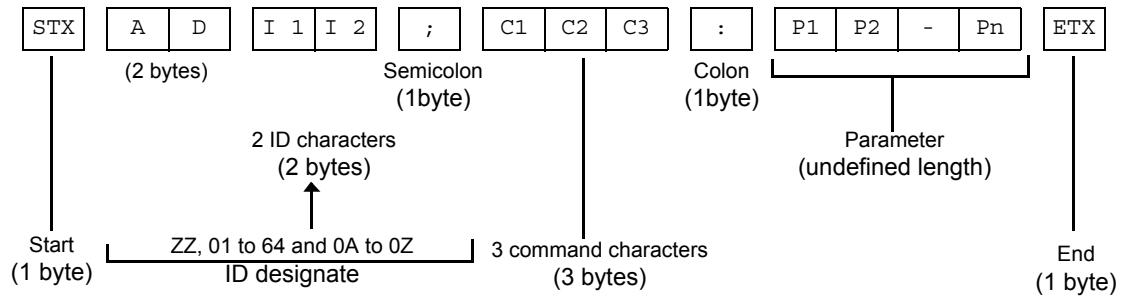 STX A D I 1 I 2 ; C1 C2 C3 : P1 P2 - Pn ETX
(2 bytes) Semicolon Colon
(1byte) (1byte)
2 ID characters Parameter
(2 bytes) (undefined length)
Start ZZ, 01 to 64 and 0A to 0Z 3 command characters End
(1 byte) ID designate (3 bytes) (1 byte)